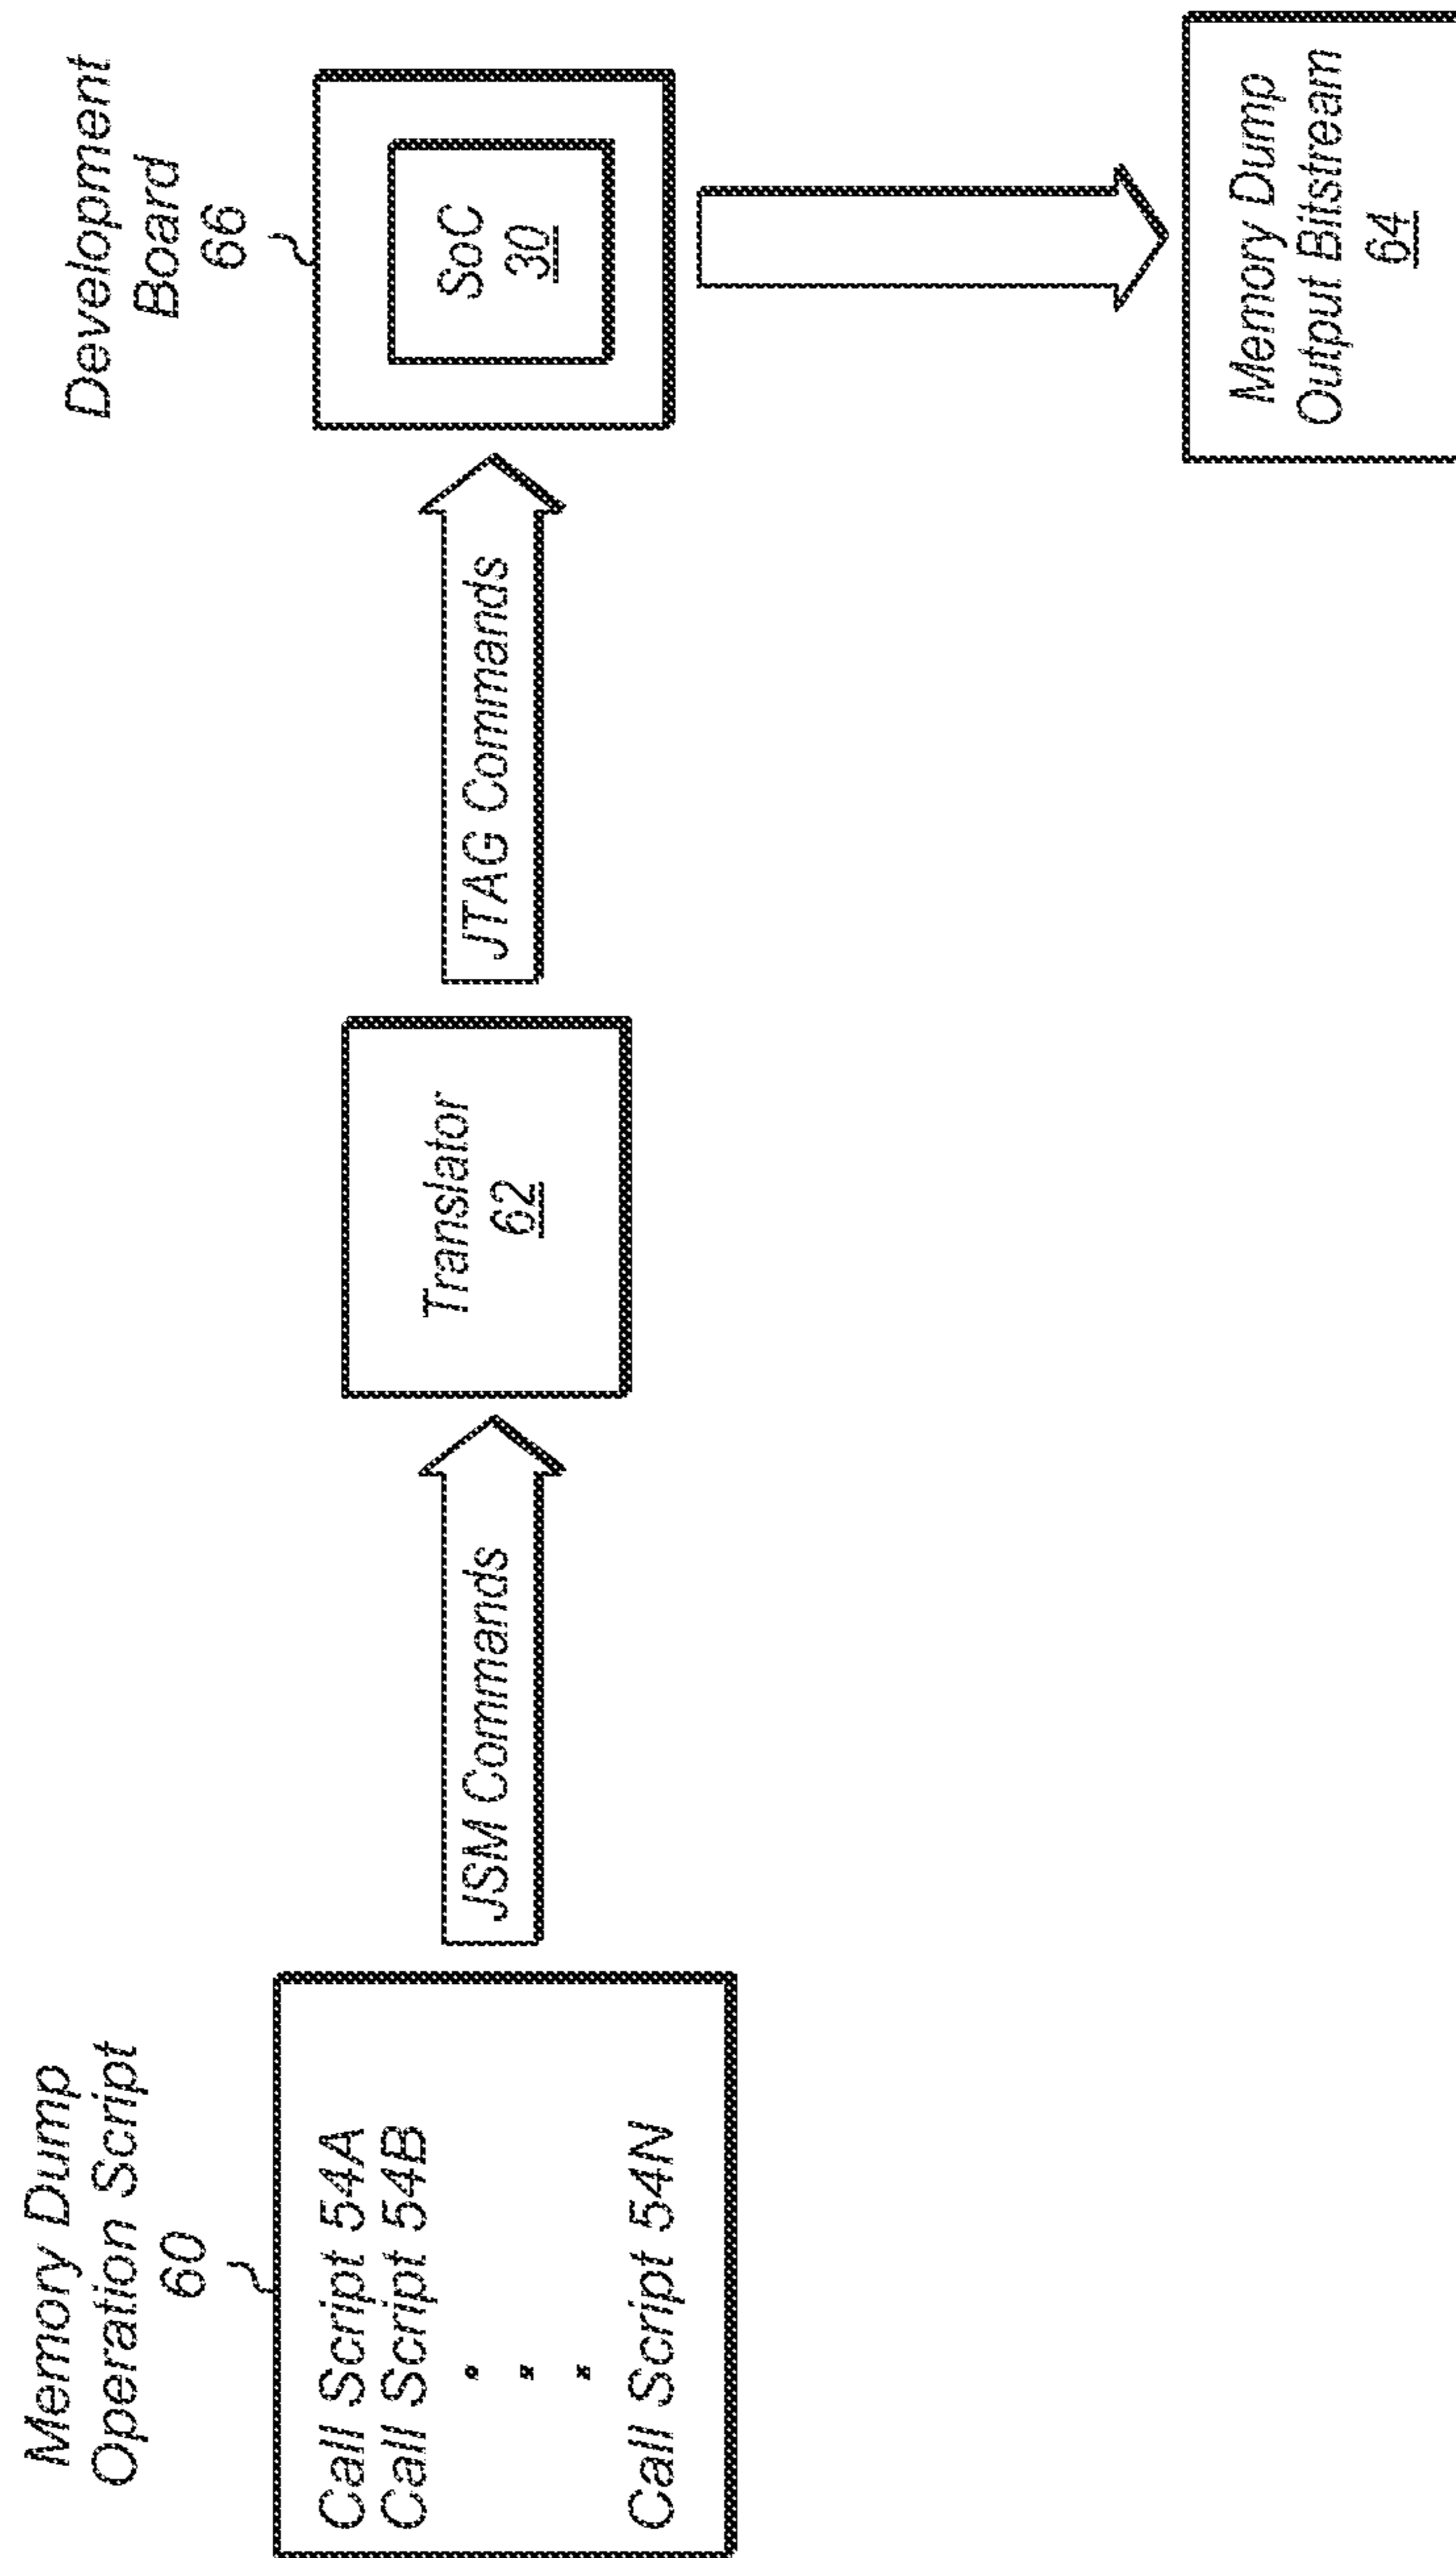 Memory Dump
Operation Script
60
Call Script 54A
Call Script 54B
.
.
.
Call Script 54N
JSM Commands
Translator
62
JTAG Commands
Development
Board
66
SoC
30
Memory Dump
Output Bitstream
64